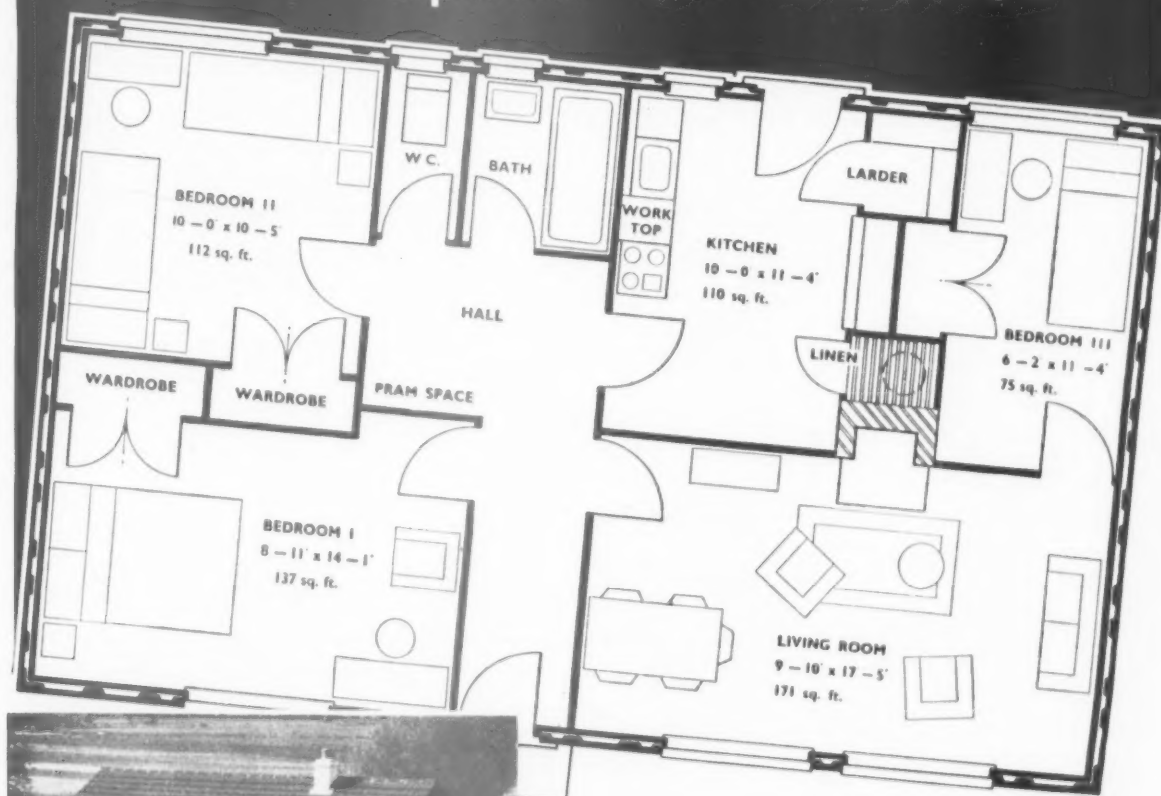 BEDROOM II
10 — 0" x 10 — 5"
112 sq. ft.
W C.
BATH
WORK
TOP
KITCHEN
10 — 0" x 11 — 4"
110 sq. ft.
LARDER
HALL
LINEN
BEDROOM III
6 — 2" x 11 — 4"
75 sq. ft.
WARDROBE
WARDROBE
PRAM SPACE
BEDROOM I
8 — 11" x 14 — 1"
137 sq. ft.
LIVING ROOM
9 — 10" x 17 — 5"
171 sq. ft.